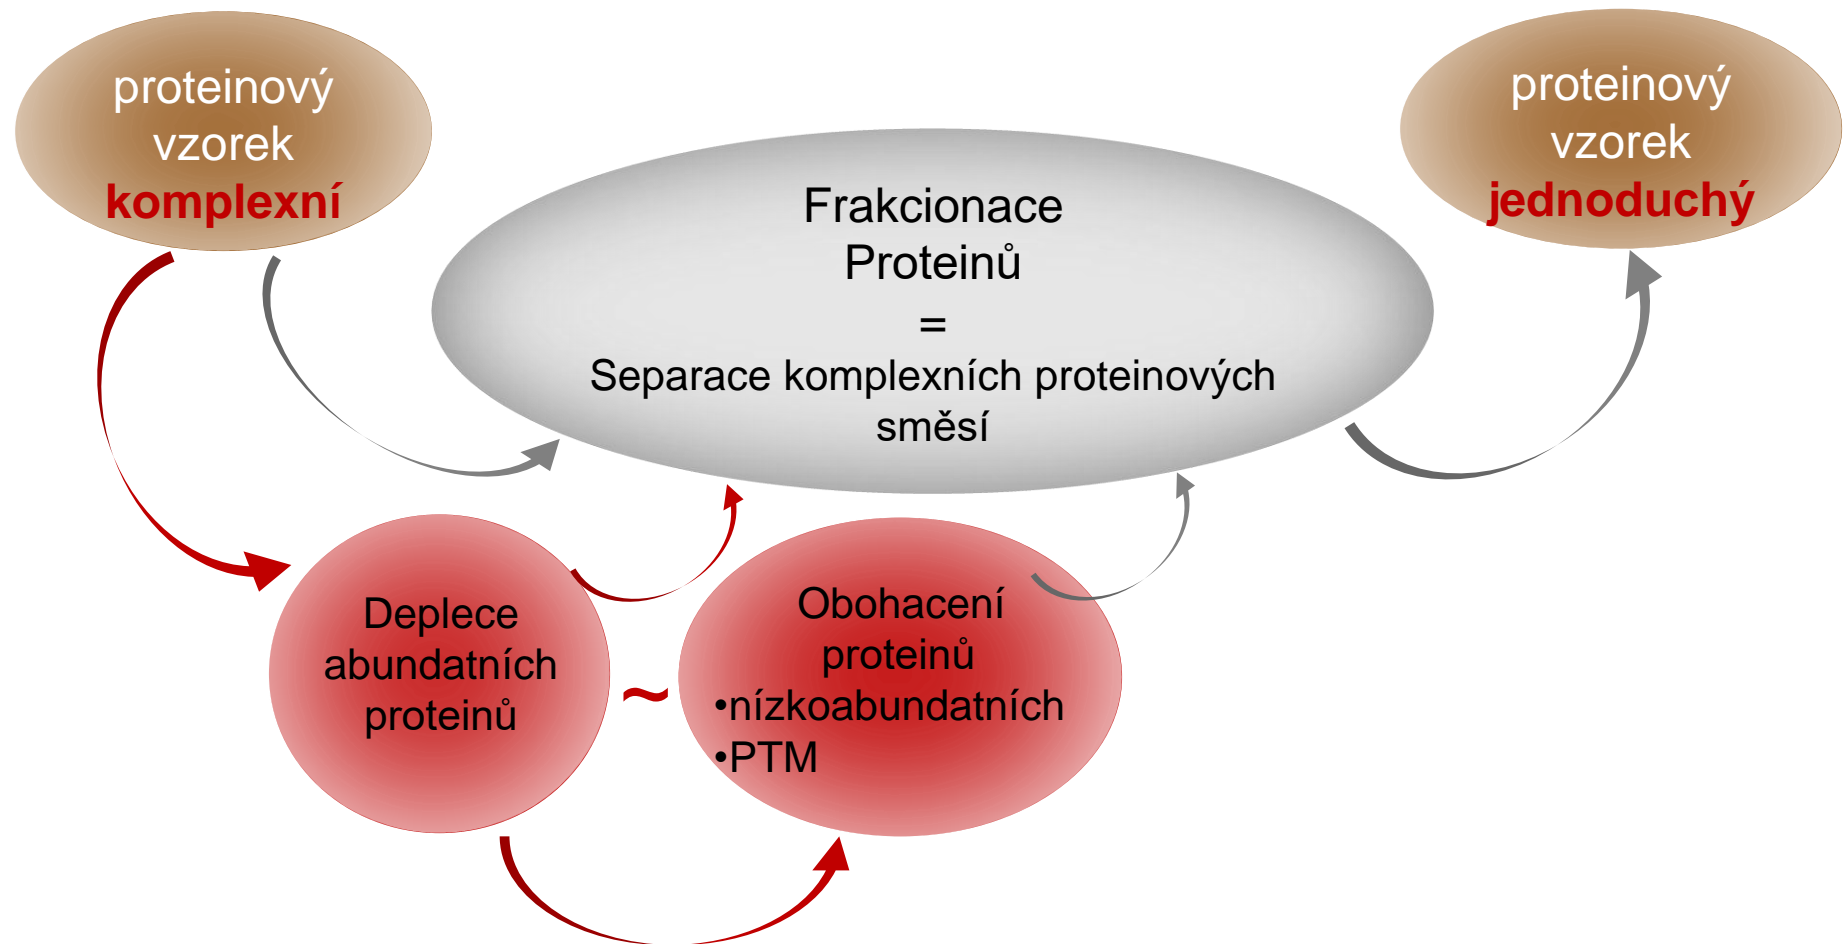 proteinový
vzorek
komplexní
proteinový
vzorek
jednoduchý
Frakcionace
Proteinů
=
Separace komplexních proteinových
směsí
Deplece
abundatních
proteinů
~
Obohacení
proteinů
•nízkoabundatních
•PTM